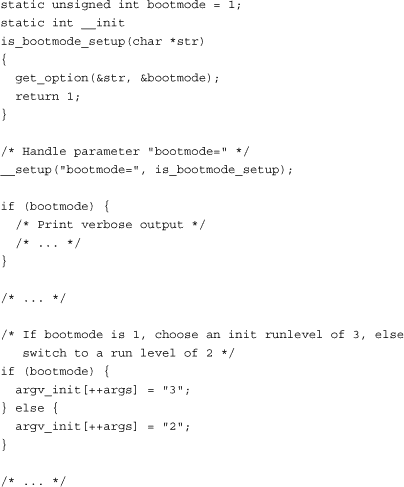 static unsigned int bootmode = 1;
static int __init
is_bootmode_setup(char *str)
{
  get_option(&str, &bootmode);
  return 1;
}

/* Handle parameter "bootmode=" */
__setup("bootmode=", is_bootmode_setup);

if (bootmode) {
  /* Print verbose output */
  /* ... */
}

/* ... */

/* If bootmode is 1, choose an init runlevel of 3, else
   switch to a run level of 2 */
if (bootmode) {
  argv_init[++args] = "3";
} else {
  argv_init[++args] = "2";
}

/* ... */